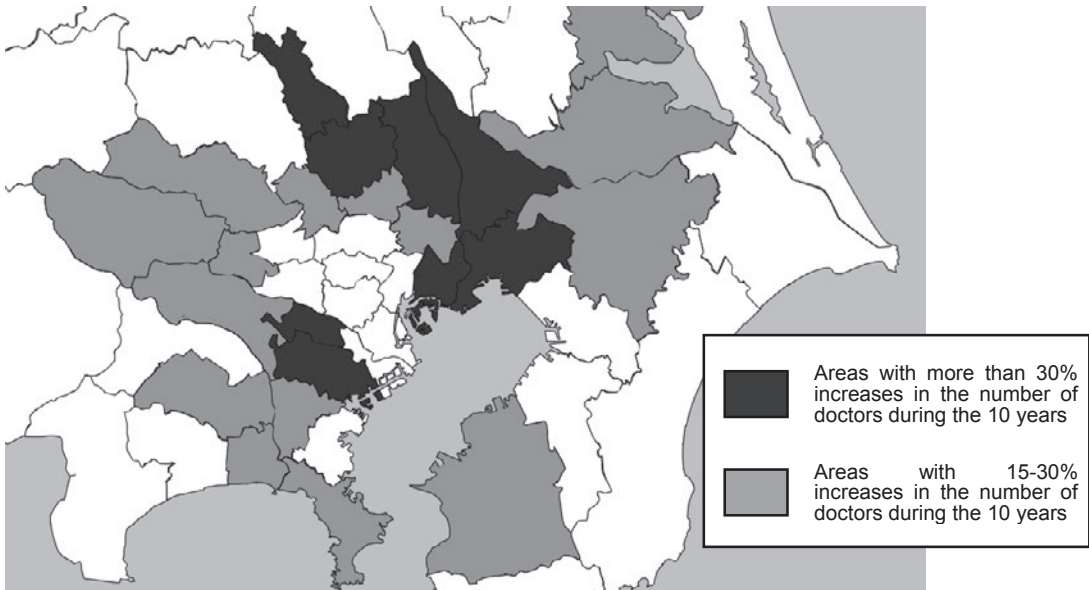 Areas with more than 30%
increases in the number of
doctors during the 10 years
Areas with 15-30%
increases in the number of
doctors during the 10 years